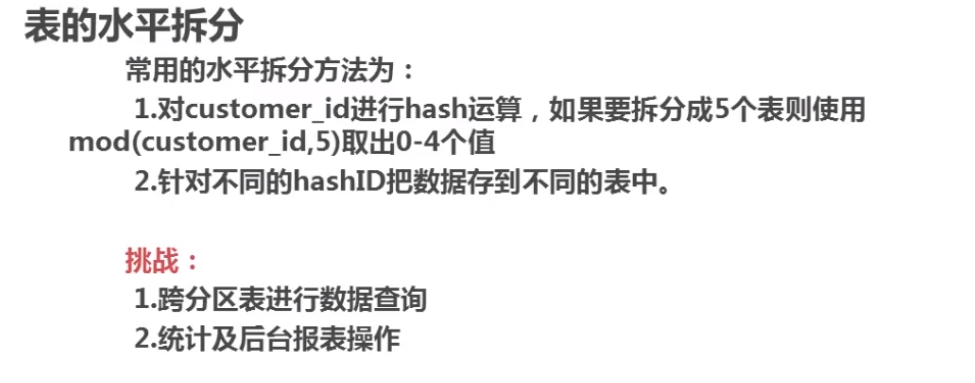 表的水平拆分
常用的水平拆分方法为：
1.对customer_id进行hash运算，如果要拆分成5个表则使用
mod(customer_id,5)取出0-4个值
2.针对不同的hashID把数据存到不同的表中。
挑战：
1.跨分区表进行数据查询
2.统计及后台报表操作